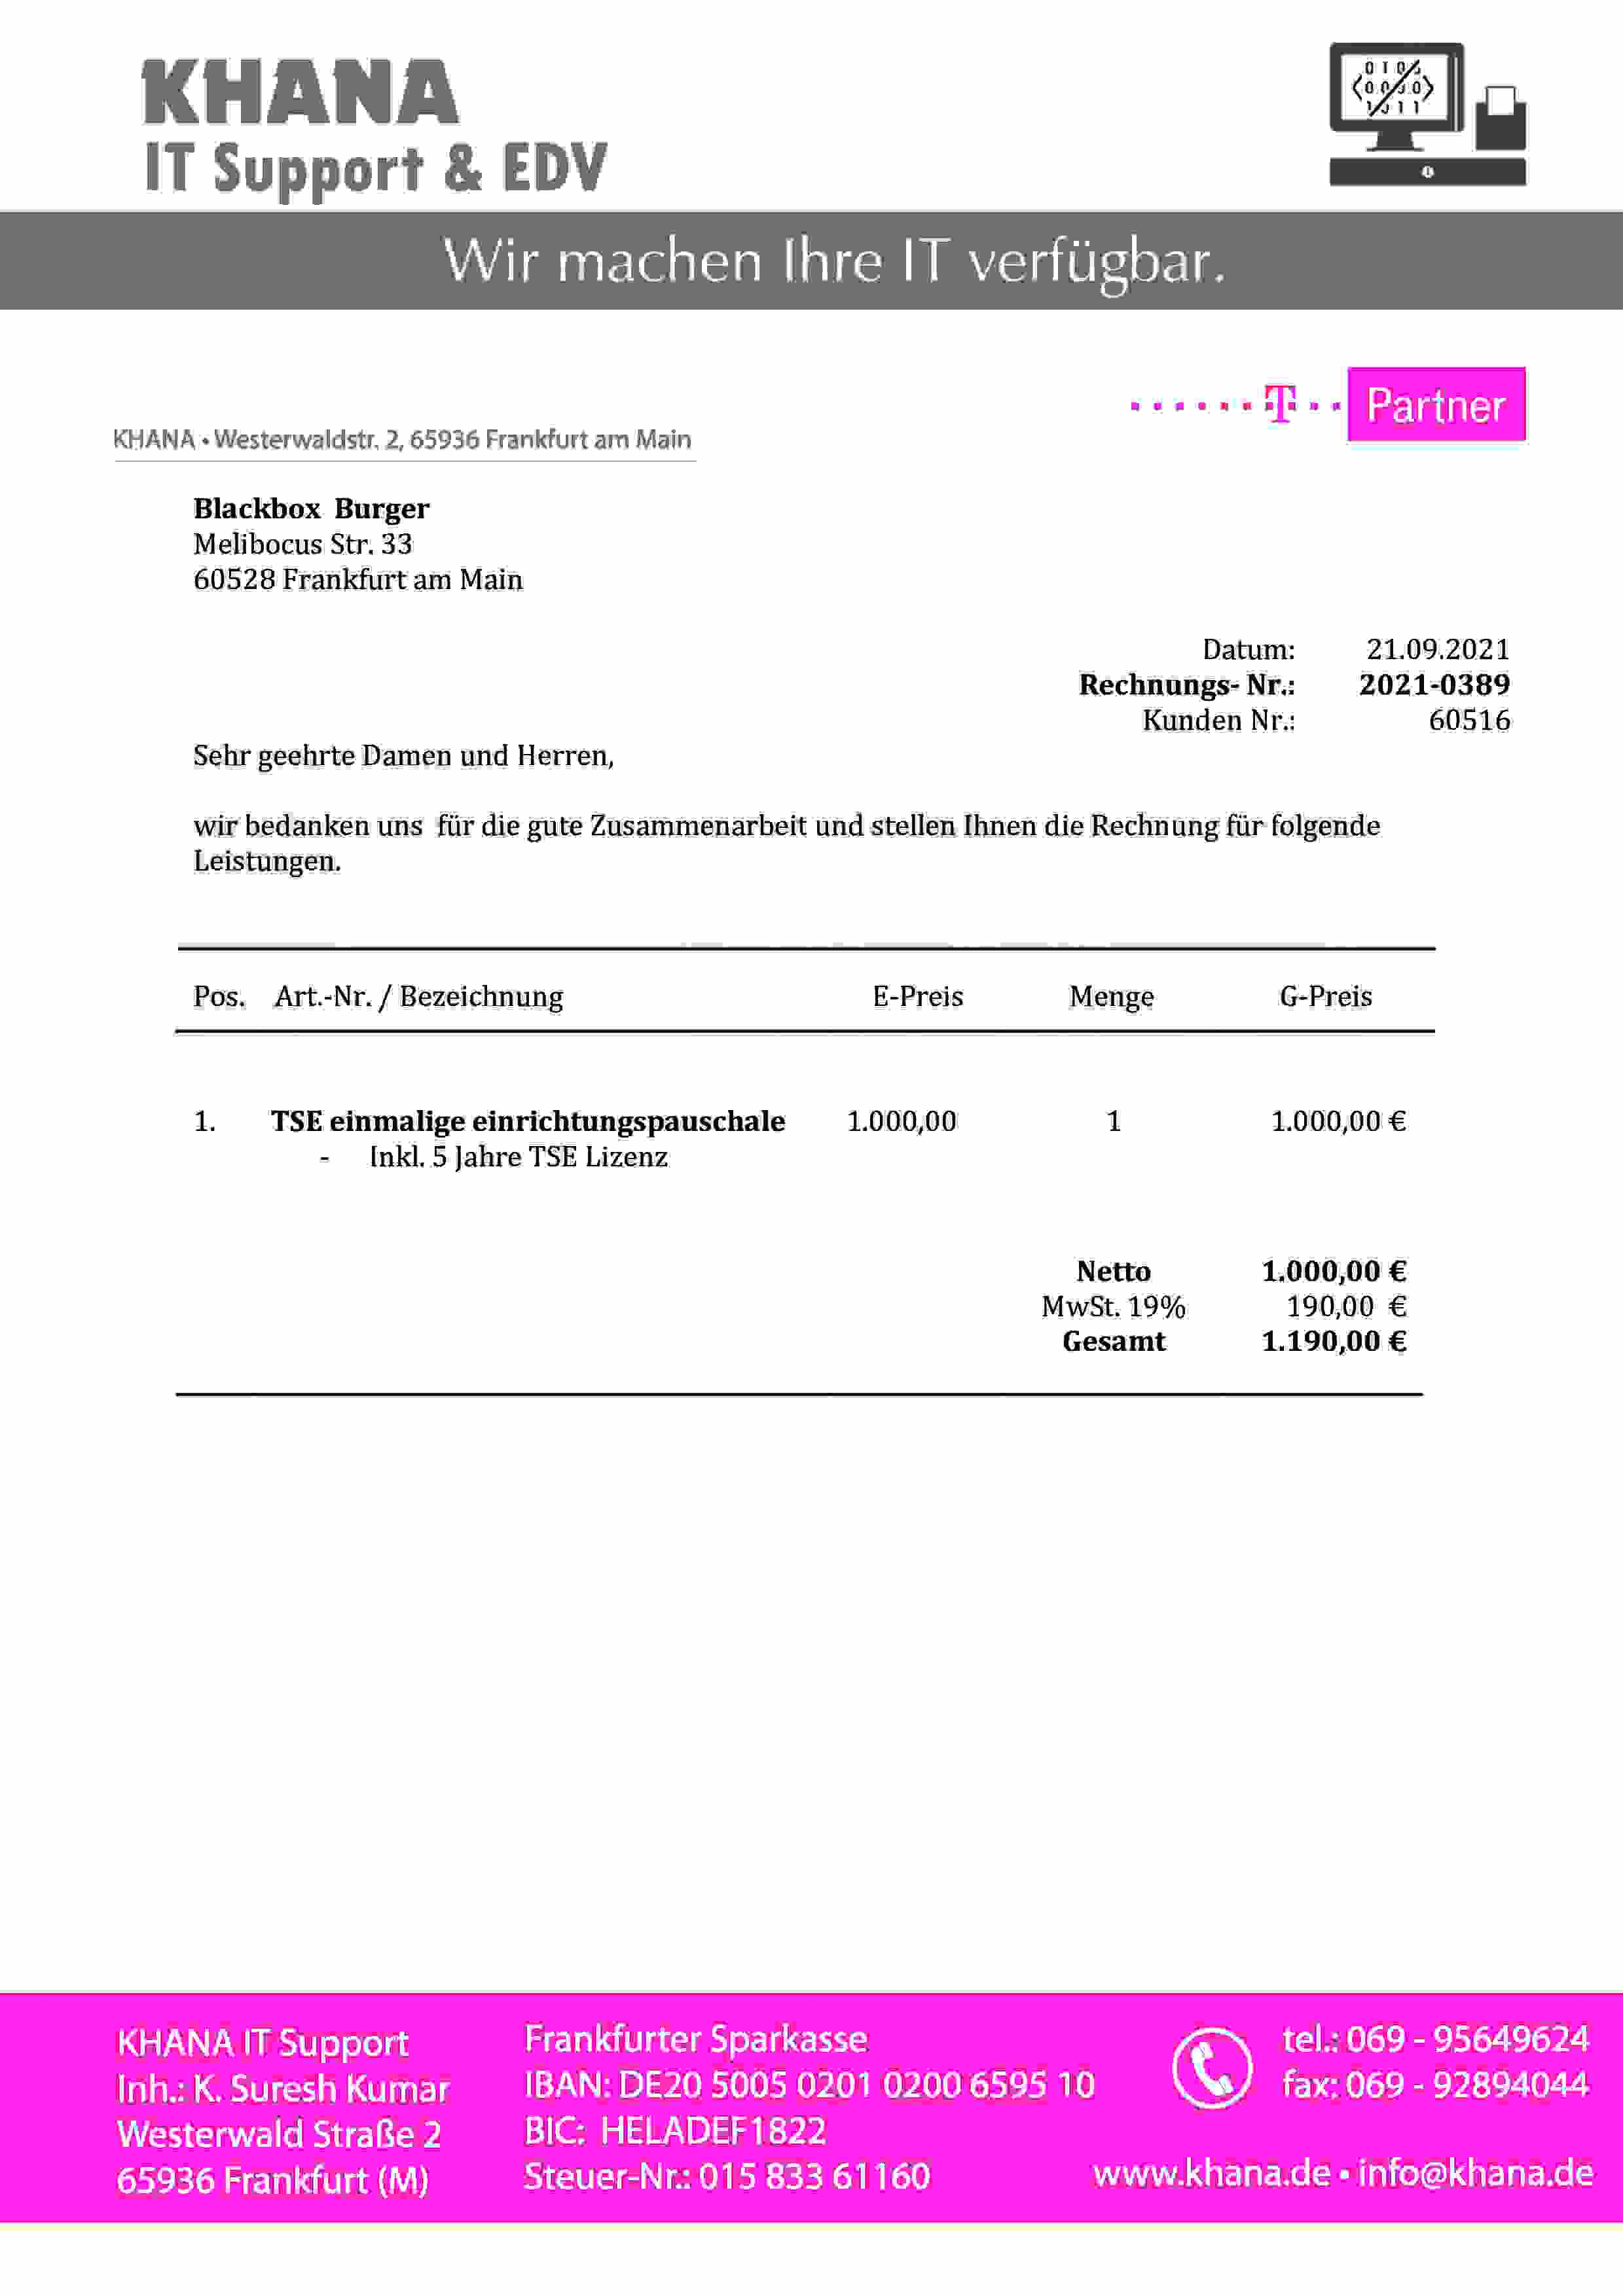 KHANA
IT Support & EDV
Wir machen Ihre IT verfügbar.
T Partner
KHANA • Westerwaldstr. 2, 65936 Frankfurt am Main
Blackbox Burger
Melibocus Str. 33
60528 Frankfurt am Main
Datum: 21.09.2021
Rechnungs- Nr.: 2021-0389
Kunden Nr.: 60516
Sehr geehrte Damen und Herren,
wir bedanken uns für die gute Zusammenarbeit und stellen Ihnen die Rechnung für folgende
Leistungen.
Pos. Art.-Nr. / Bezeichnung E-Preis Menge G-Preis
1. TSE einmalige einrichtungspauschale 1.000,00 1 1.000,00 €
- Inkl. 5 Jahre TSE Lizenz
Netto 1.000,00 €
MwSt. 19% 190,00 €
Gesamt 1.190,00 €
KHANA IT Support
Inh.: K. Suresh Kumar
Westerwald Straße 2
65936 Frankfurt (M)
Frankfurter Sparkasse
IBAN: DE20 5005 0201 0200 6595 10
BIC: HELADEF1822
Steuer-Nr.: 015 833 61160
tel.: 069 - 95649624
fax: 069 - 92894044
www.khana.de • info@khana.de